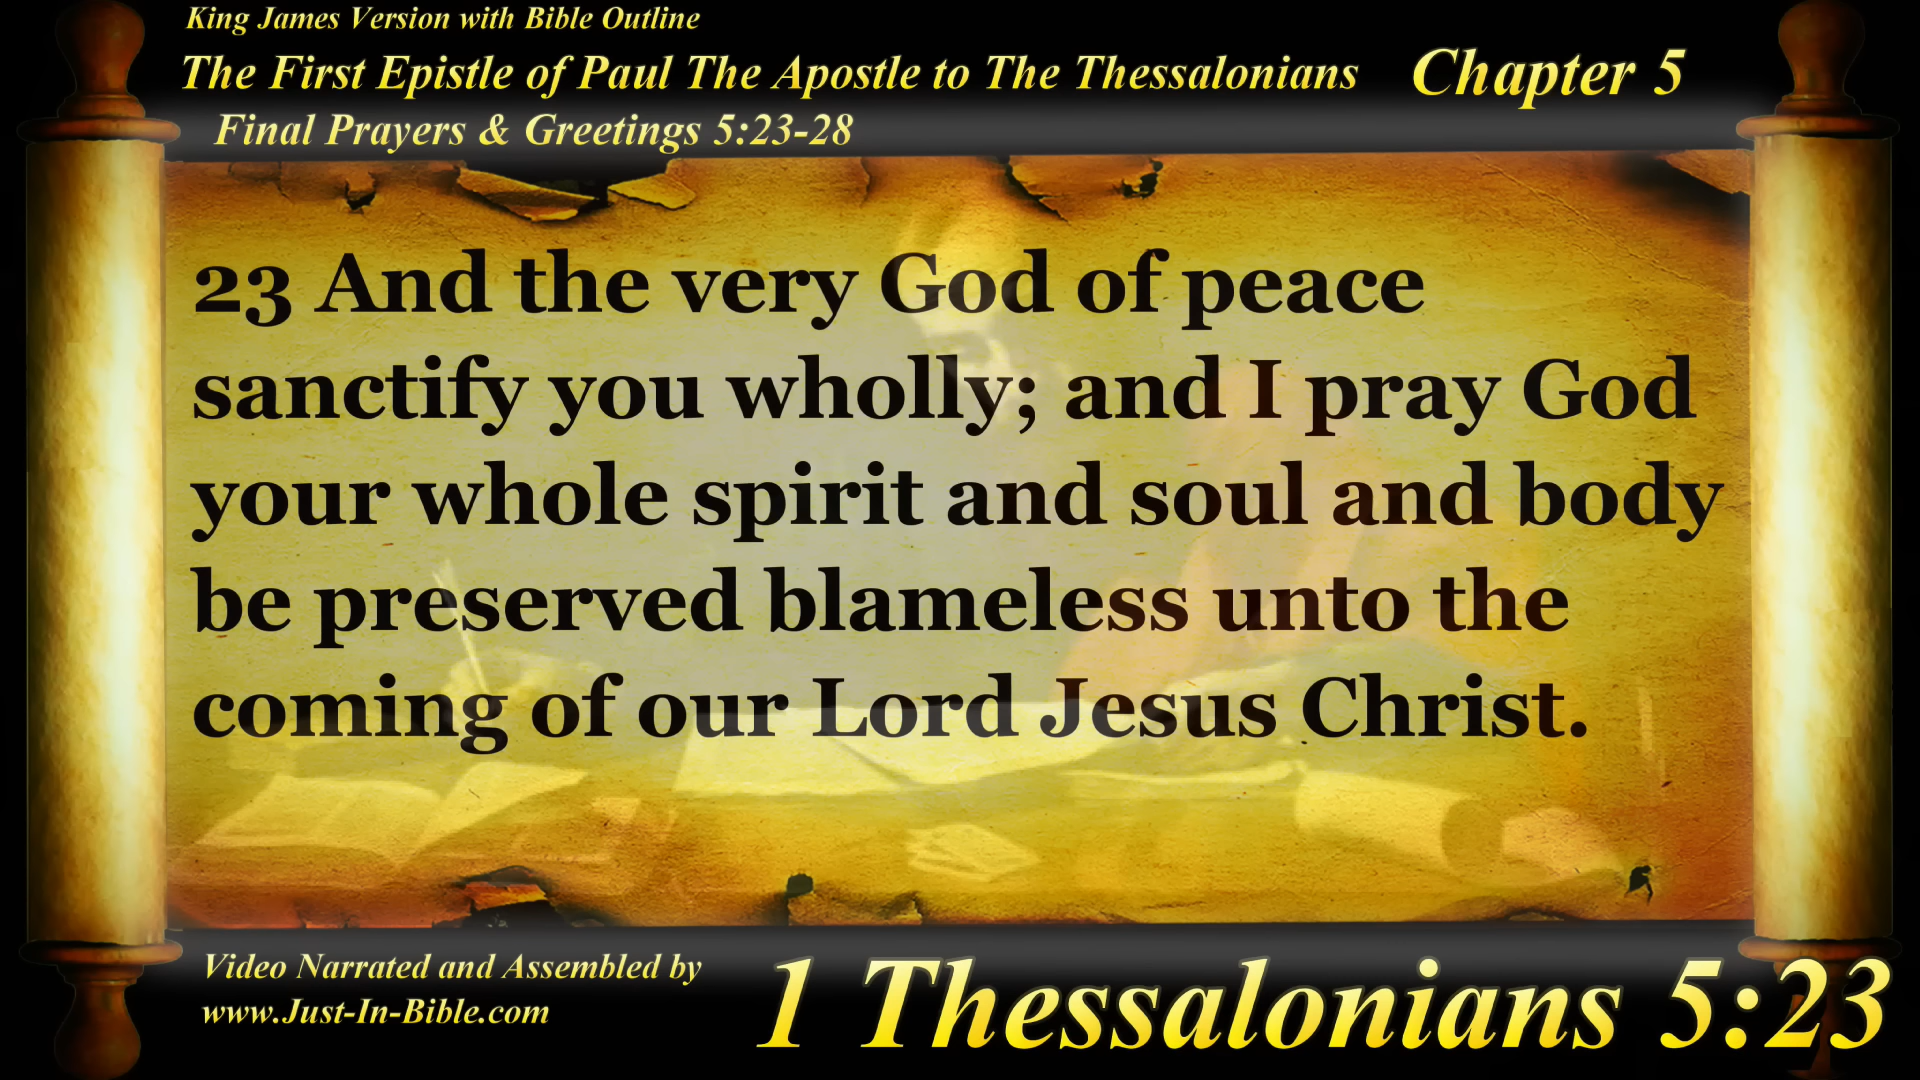 King James Version with Bible Outline
The First Epistle of Paul The Apostle to The Thessalonians Chapter 5
Final Prayers & Greetings 5:23-28
23 And the very God of peace
sanctify you wholly; and I pray God
your whole spirit and soul and body
be preserved blameless unto the
coming of our Lord Jesus Christ.
Video Narrated and Assembled by
www.Just-In-Bible.com
1 Thessalonians 5:23